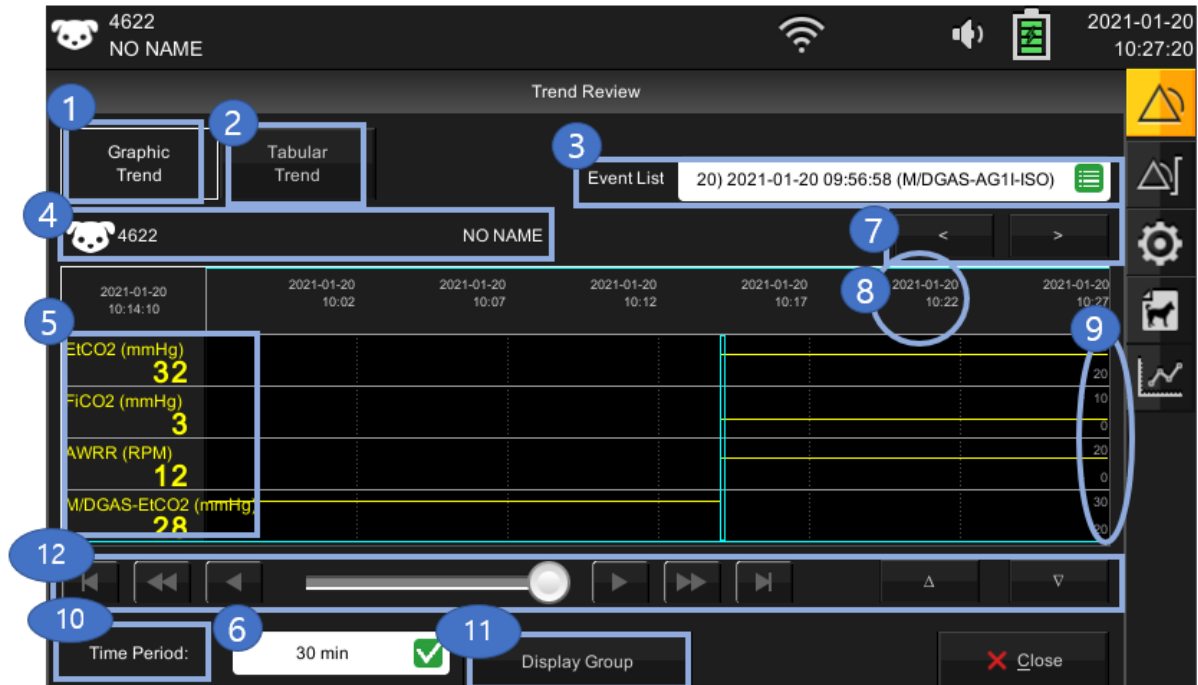 4622
NO NAME
2021-01-20
10:27:20
Trend Review
1
2
3
Graphic
Trend
Tabular
Trend
Event List
20) 2021-01-20 09:56:58 (M/DGAS-AG1I-ISO)
4
4622
NO NAME
7
<
>
2021-01-20
10:14:10
2021-01-20
10:02
2021-01-20
10:07
2021-01-20
10:12
2021-01-20
10:17
8
2021-01-20
10:22
2021-01-20
10:27
5
9
EtCO2 (mmHg)
32
20
FiCO2 (mmHg)
3
10
0
AWRR (RPM)
12
20
0
M/DGAS-EtCO2 (mmHg)
28
30
20
12
Δ
∇
10
6
11
Time Period:
30 min
Display Group
Close